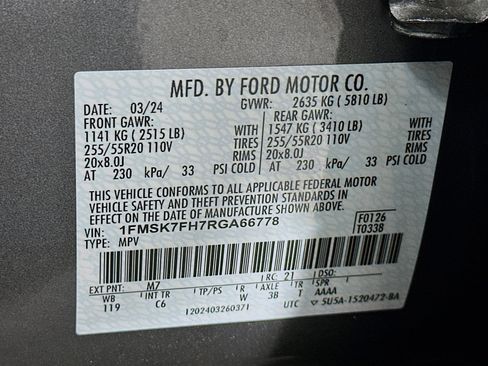 MFD. BY FORD MOTOR CO.
DATE: 03/24 GVWR: 2635 KG ( 5810 LB)
FRONT GAWR: REAR GAWR:
1141 KG ( 2515 LB) WITH 1547 KG ( 3410 LB) WITH
255/55R20 110V TIRES 255/55R20 110V TIRES
20x8.0J RIMS 20x8.0J RIMS
AT 230 kPa/ 33 PSI COLD AT 230 kPa/ 33 PSI COLD
THIS VEHICLE CONFORMS TO ALL APPLICABLE FEDERAL MOTOR
VEHICLE SAFETY AND THEFT PREVENTION STANDARDS IN
EFFECT ON THE DATE OF MANUFACTURE SHOWN ABOVE.
VIN: 1FMSK7FH7RGA66778 F0126
TYPE: MPV T0338
EXT PNT: M7 RC: 21 DSO:
WB INT TR TP/PS R AXLE TR SPR
119 C6 W 3B T AAAA
1202403260371 UTC 5U5A-1520472-BA